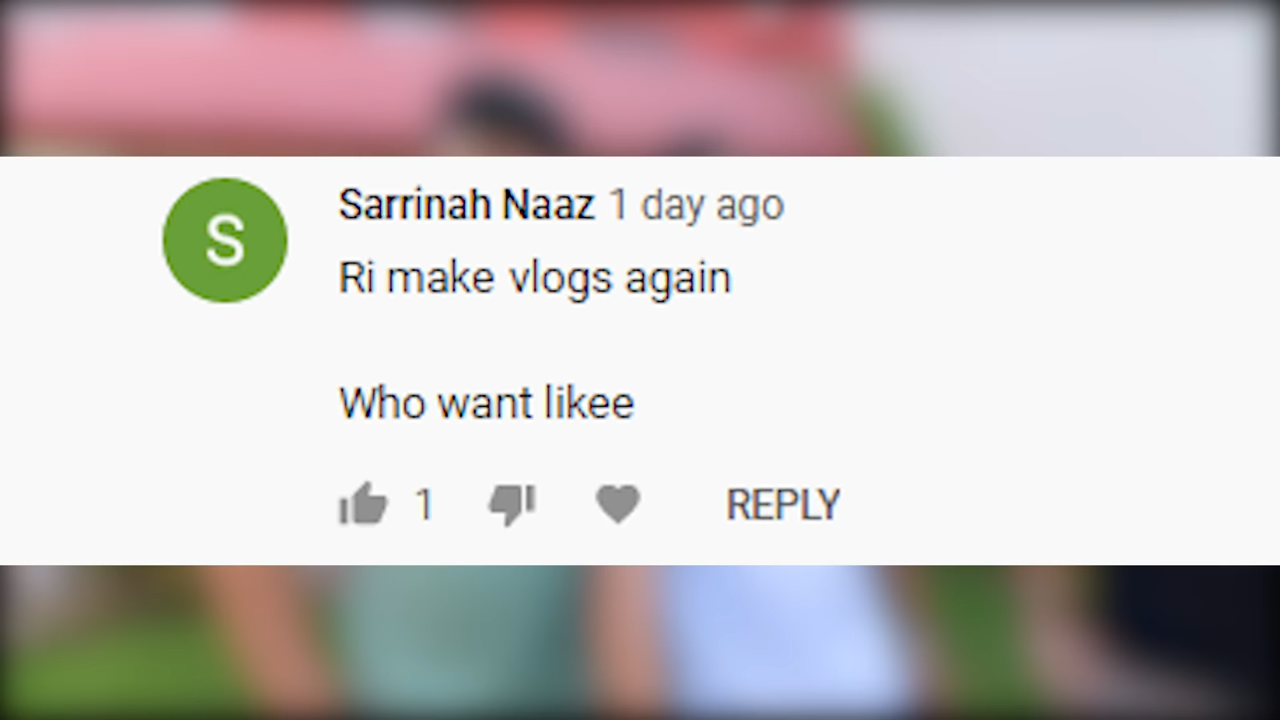 S
Sarrinah Naaz 1 day ago
Ri make vlogs again
Who want likee
1 REPLY